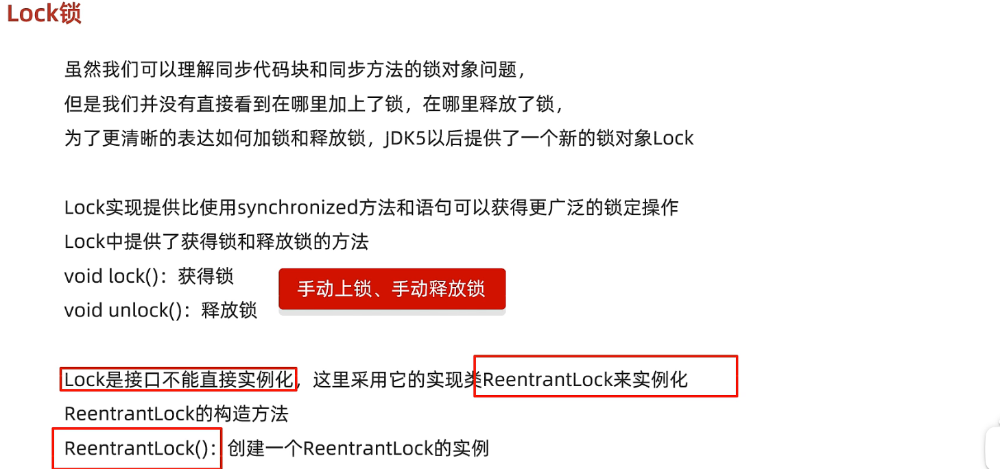 Lock锁
虽然我们可以理解同步代码块和同步方法的锁对象问题，
但是我们并没有直接看到在哪里加上了锁，在哪里释放了锁，
为了更清晰的表达如何加锁和释放锁，JDK5以后提供了一个新的锁对象Lock
Lock实现提供比使用synchronized方法和语句可以获得更广泛的锁定操作
Lock中提供了获得锁和释放锁的方法
void lock()：获得锁
手动上锁、手动释放锁
void unlock()：释放锁
Lock是接口不能直接实例化，这里采用它的实现类ReentrantLock来实例化
ReentrantLock的构造方法
ReentrantLock()：创建一个ReentrantLock的实例